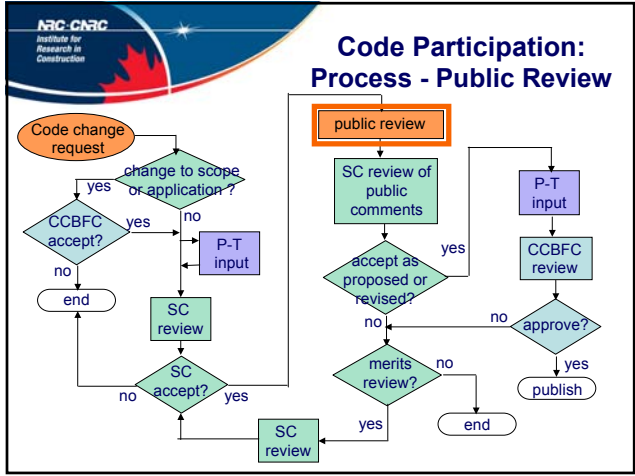 NRC·CNRC
Institute for
Research in
Construction
Code Participation:
Process - Public Review
Code change
request
change to scope
or application ?
yes
no
CCBFC
accept?
yes
no
end
P-T
input
SC
review
SC
accept?
no
yes
public review
SC review of
public
comments
accept as
proposed or
revised?
yes
no
P-T
input
CCBFC
review
approve?
no
yes
publish
merits
review?
no
end
yes
SC
review